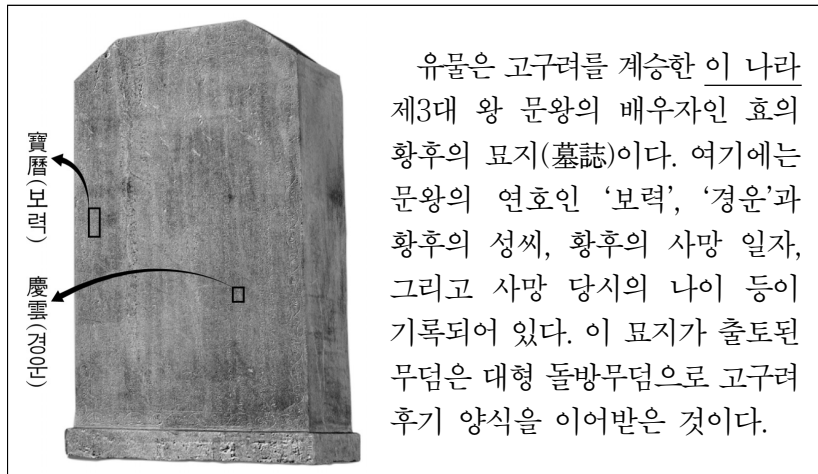 寶曆(보력)
慶雲(경운)
유물은 고구려를 계승한 이 나라
제3대 왕 문왕의 배우자인 효의
황후의 묘지(墓誌)이다. 여기에는
문왕의 연호인 ‘보력’, ‘경운’과
황후의 성씨, 황후의 사망 일자,
그리고 사망 당시의 나이 등이
기록되어 있다. 이 묘지가 출토된
무덤은 대형 돌방무덤으로 고구려
후기 양식을 이어받은 것이다.